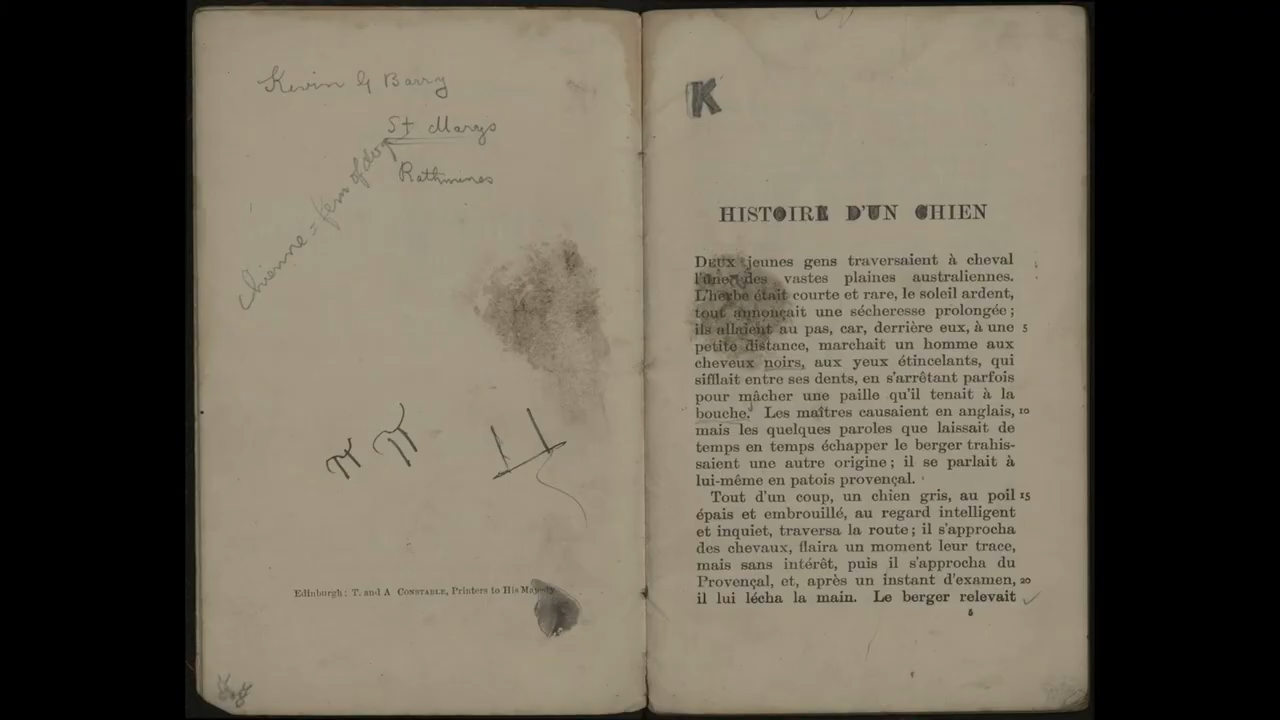 Kevin G Barry
St Marys
Rathmines
Chienne = fem of dog
Edinburgh: T. and A CONSTABLE, Printers to His Majesty
K
HISTOIRE D'UN CHIEN
DEUX jeunes gens traversaient à cheval
l'une des vastes plaines australiennes.
L'herbe était courte et rare, le soleil ardent,
tout annonçait une sécheresse prolongée ;
ils allaient au pas, car, derrière eux, à une 5
petite distance, marchait un homme aux
cheveux noirs, aux yeux étincelants, qui
sifflait entre ses dents, en s'arrêtant parfois
pour mâcher une paille qu'il tenait à la
bouche. Les maîtres causaient en anglais, 10
mais les quelques paroles que laissait de
temps en temps échapper le berger trahis-
saient une autre origine ; il se parlait à
lui-même en patois provençal.
Tout d'un coup, un chien gris, au poil 15
épais et embrouillé, au regard intelligent
et inquiet, traversa la route ; il s'approcha
des chevaux, flaira un moment leur trace,
mais sans intérêt, puis il s'approcha du
Provençal, et, après un instant d'examen, 20
il lui lécha la main. Le berger relevait
5